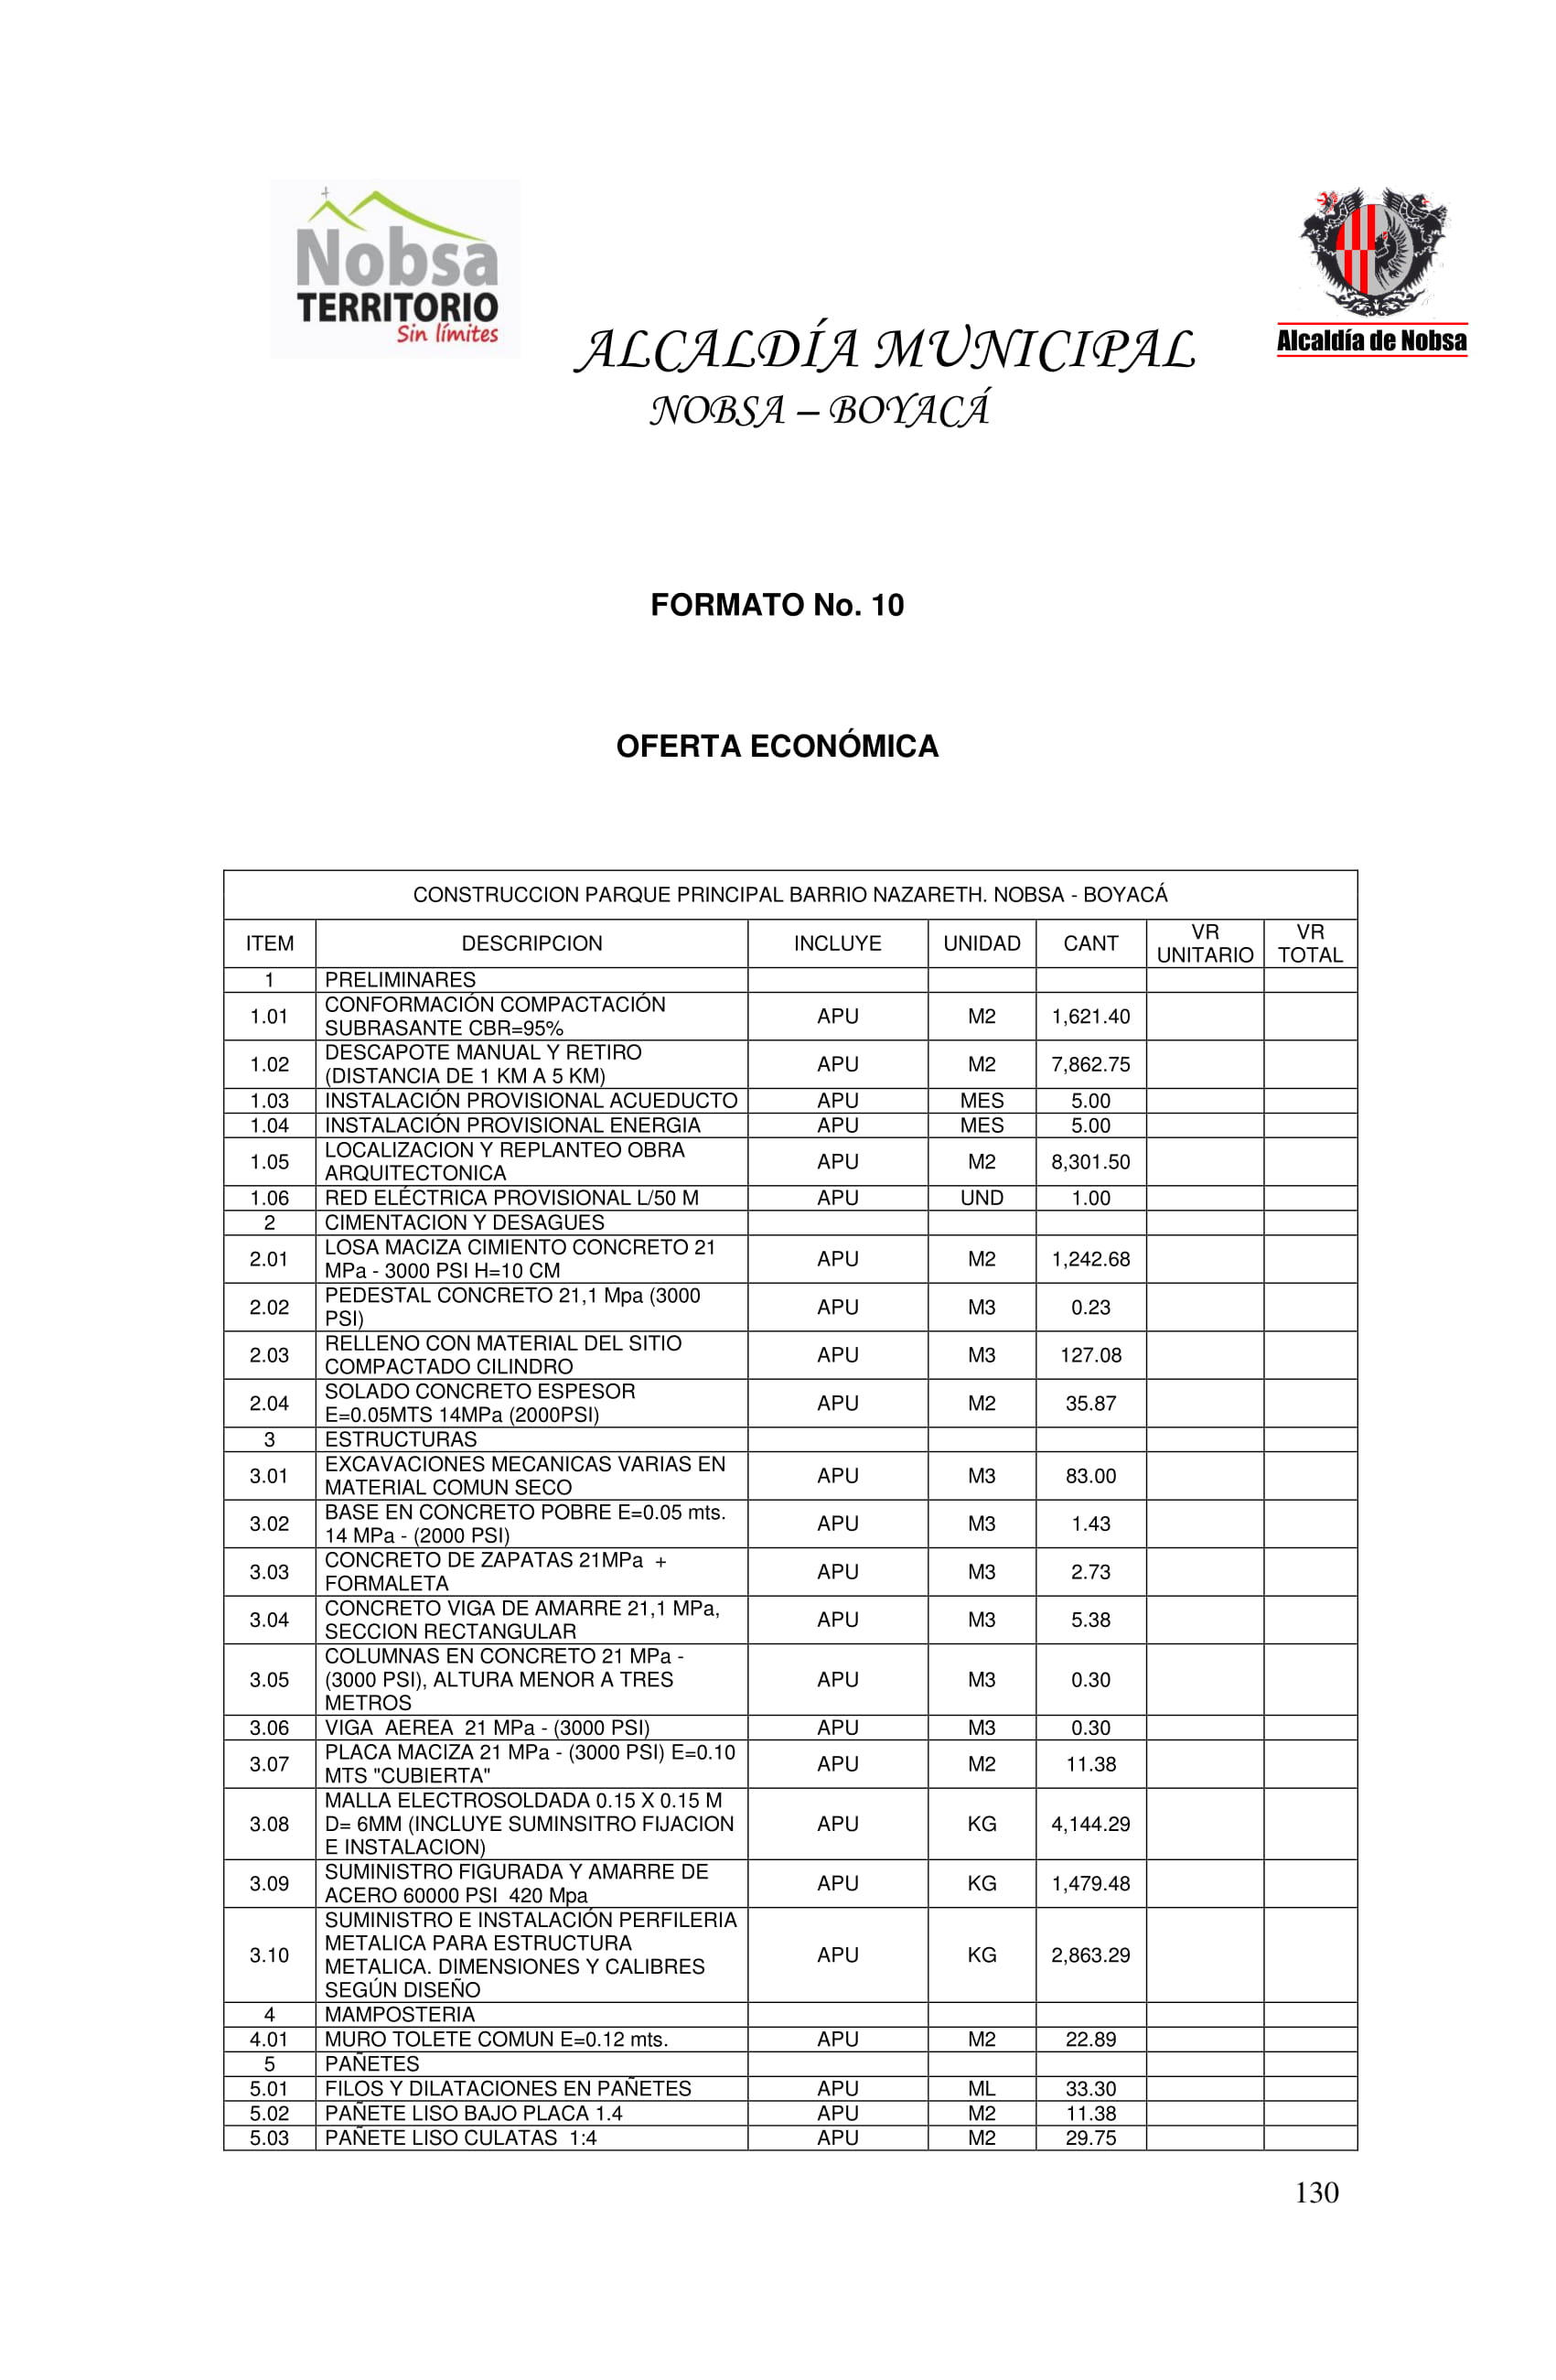 Nobsa
TERRITORIO
Sin límites
Alcaldía de Nobsa
ALCALDÍA MUNICIPAL
NOBSA – BOYACÁ
FORMATO No. 10
OFERTA ECONÓMICA
CONSTRUCCION PARQUE PRINCIPAL BARRIO NAZARETH. NOBSA - BOYACÁ
ITEM DESCRIPCION INCLUYE UNIDAD CANT VR UNITARIO VR TOTAL
1 PRELIMINARES
1.01 CONFORMACIÓN COMPACTACIÓN
SUBRASANTE CBR=95% APU M2 1,621.40
1.02 DESCAPOTE MANUAL Y RETIRO
(DISTANCIA DE 1 KM A 5 KM) APU M2 7,862.75
1.03 INSTALACIÓN PROVISIONAL ACUEDUCTO APU MES 5.00
1.04 INSTALACIÓN PROVISIONAL ENERGIA APU MES 5.00
1.05 LOCALIZACION Y REPLANTEO OBRA
ARQUITECTONICA APU M2 8,301.50
1.06 RED ELÉCTRICA PROVISIONAL L/50 M APU UND 1.00
2 CIMENTACION Y DESAGUES
2.01 LOSA MACIZA CIMIENTO CONCRETO 21
MPa - 3000 PSI H=10 CM APU M2 1,242.68
2.02 PEDESTAL CONCRETO 21,1 Mpa (3000
PSI) APU M3 0.23
2.03 RELLENO CON MATERIAL DEL SITIO
COMPACTADO CILINDRO APU M3 127.08
2.04 SOLADO CONCRETO ESPESOR
E=0.05MTS 14MPa (2000PSI) APU M2 35.87
3 ESTRUCTURAS
3.01 EXCAVACIONES MECANICAS VARIAS EN
MATERIAL COMUN SECO APU M3 83.00
3.02 BASE EN CONCRETO POBRE E=0.05 mts.
14 MPa - (2000 PSI) APU M3 1.43
3.03 CONCRETO DE ZAPATAS 21MPa +
FORMALETA APU M3 2.73
3.04 CONCRETO VIGA DE AMARRE 21,1 MPa,
SECCION RECTANGULAR APU M3 5.38
3.05 COLUMNAS EN CONCRETO 21 MPa -
(3000 PSI), ALTURA MENOR A TRES
METROS APU M3 0.30
3.06 VIGA AEREA 21 MPa - (3000 PSI) APU M3 0.30
3.07 PLACA MACIZA 21 MPa - (3000 PSI) E=0.10
MTS "CUBIERTA" APU M2 11.38
3.08 MALLA ELECTROSOLDADA 0.15 X 0.15 M
D= 6MM (INCLUYE SUMINSITRO FIJACION
E INSTALACION) APU KG 4,144.29
3.09 SUMINISTRO FIGURADA Y AMARRE DE
ACERO 60000 PSI 420 Mpa APU KG 1,479.48
3.10 SUMINISTRO E INSTALACIÓN PERFILERIA
METALICA PARA ESTRUCTURA
METALICA. DIMENSIONES Y CALIBRES
SEGÚN DISEÑO APU KG 2,863.29
4 MAMPOSTERIA
4.01 MURO TOLETE COMUN E=0.12 mts. APU M2 22.89
5 PAÑETES
5.01 FILOS Y DILATACIONES EN PAÑETES APU ML 33.30
5.02 PAÑETE LISO BAJO PLACA 1.4 APU M2 11.38
5.03 PAÑETE LISO CULATAS 1:4 APU M2 29.75
130